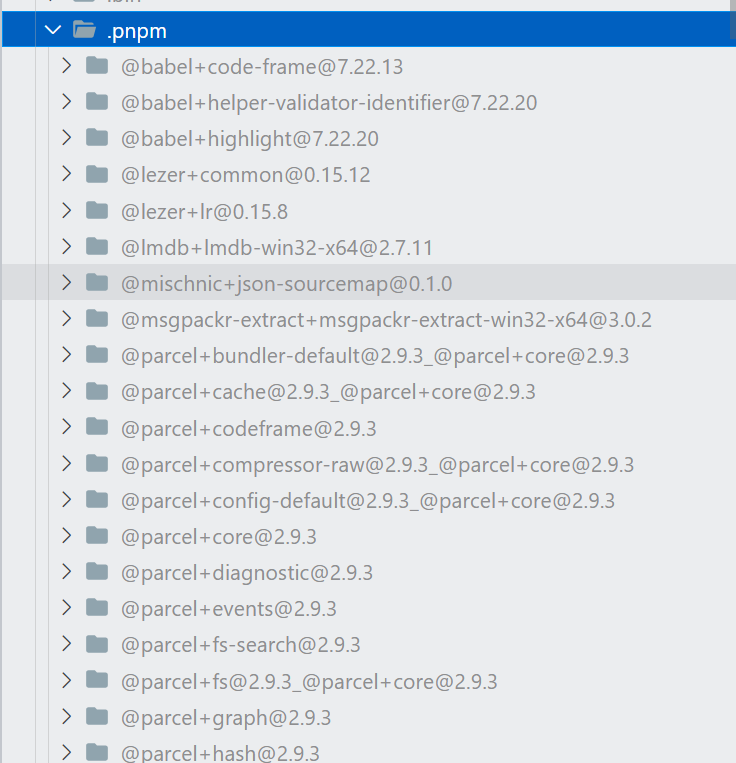 .pnpm
@babel+code-frame@7.22.13
@babel+helper-validator-identifier@7.22.20
@babel+highlight@7.22.20
@lezer+common@0.15.12
@lezer+lr@0.15.8
@lmdb+lmdb-win32-x64@2.7.11
@mischnic+json-sourcemap@0.1.0
@msgpackr-extract+msgpackr-extract-win32-x64@3.0.2
@parcel+bundler-default@2.9.3_@parcel+core@2.9.3
@parcel+cache@2.9.3_@parcel+core@2.9.3
@parcel+codeframe@2.9.3
@parcel+compressor-raw@2.9.3_@parcel+core@2.9.3
@parcel+config-default@2.9.3_@parcel+core@2.9.3
@parcel+core@2.9.3
@parcel+diagnostic@2.9.3
@parcel+events@2.9.3
@parcel+fs-search@2.9.3
@parcel+fs@2.9.3_@parcel+core@2.9.3
@parcel+graph@2.9.3
@parcel+hash@2.9.3